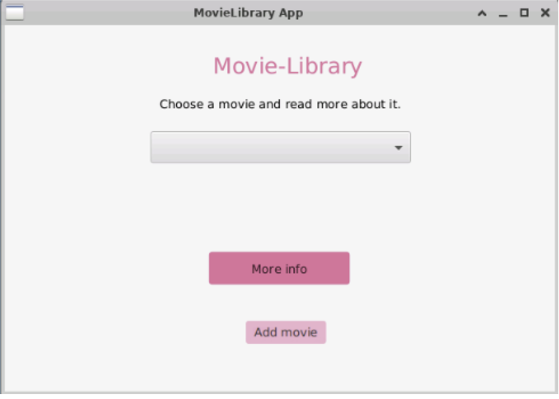 MovieLibrary App
Movie-Library
Choose a movie and read more about it.
More info
Add movie